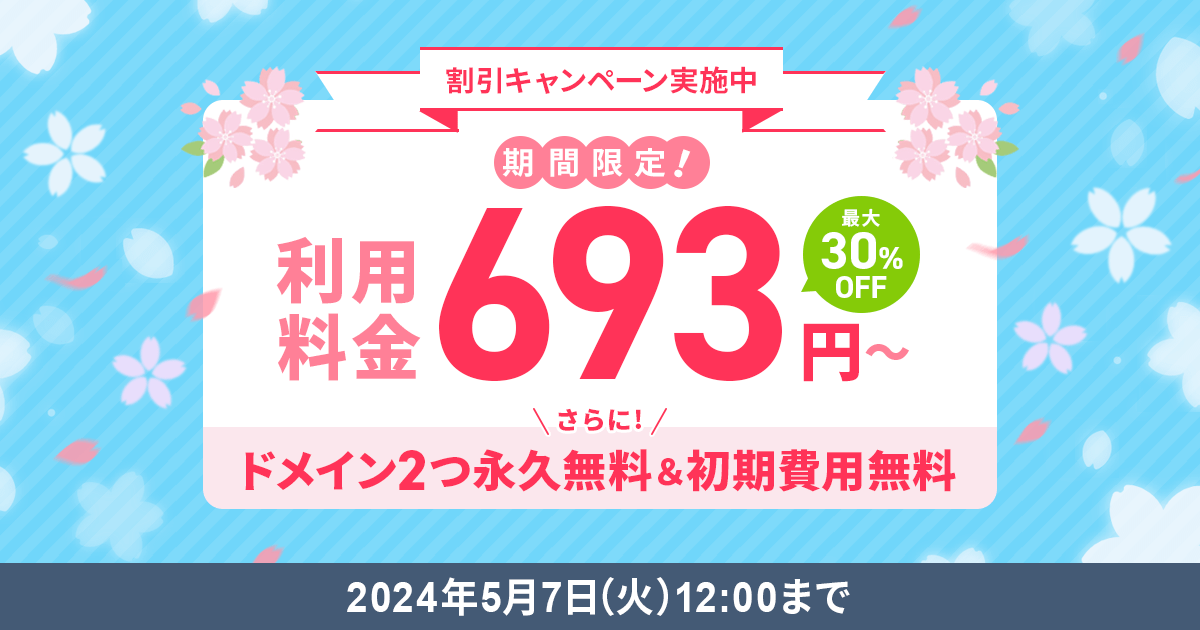 割引キャンペーン実施中
期間限定!
利用
料金
693円～
最大
30%
OFF
さらに!
ドメイン2つ永久無料&初期費用無料
2024年5月7日(火)12:00まで